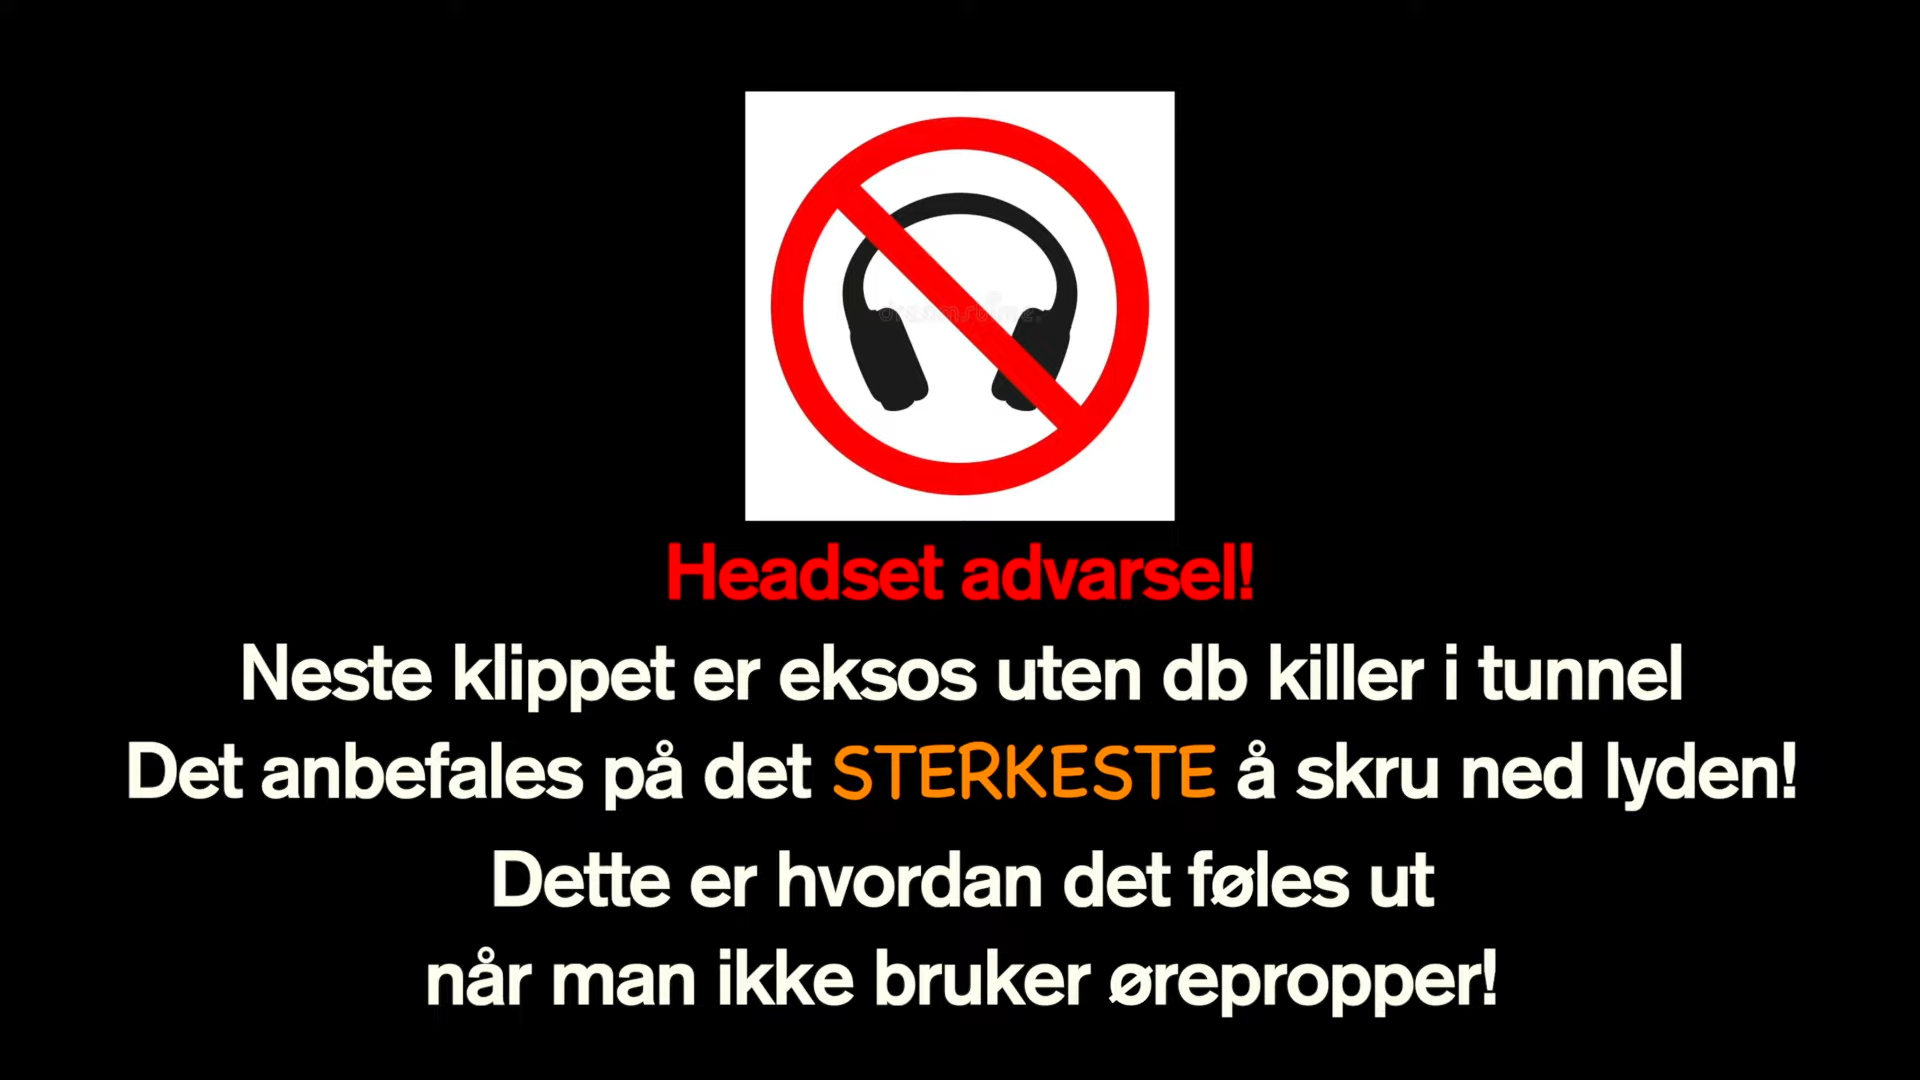 Headset advarsel!
Neste klippet er eksos uten db killer i tunnel
Det anbefales på det STERKESTE å skru ned lyden!
Dette er hvordan det føles ut
når man ikke bruker ørepropper!